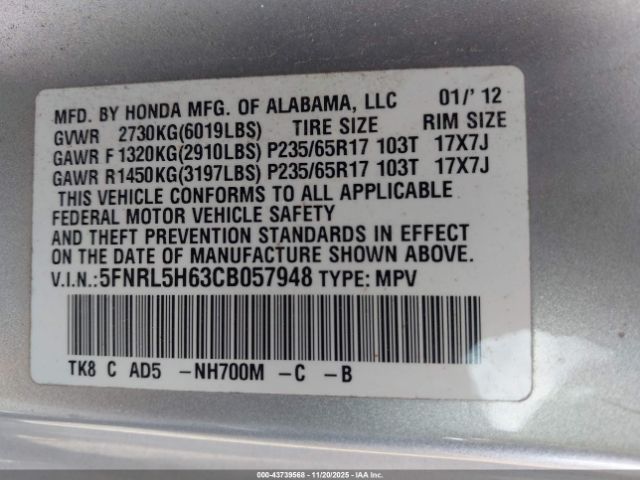 MFD. BY HONDA MFG. OF ALABAMA, LLC 01/' 12
GVWR 2730KG(6019LBS) TIRE SIZE RIM SIZE
GAWR F 1320KG(2910LBS) P235/65R17 103T 17X7J
GAWR R1450KG(3197LBS) P235/65R17 103T 17X7J
THIS VEHICLE CONFORMS TO ALL APPLICABLE
FEDERAL MOTOR VEHICLE SAFETY
AND THEFT PREVENTION STANDARDS IN EFFECT
ON THE DATE OF MANUFACTURE SHOWN ABOVE.
V.I.N.:5FNRL5H63CB057948 TYPE: MPV
TK8 C AD5 -NH700M -C -B
000-43739568 | 11/20/2025 - IAAI.COM